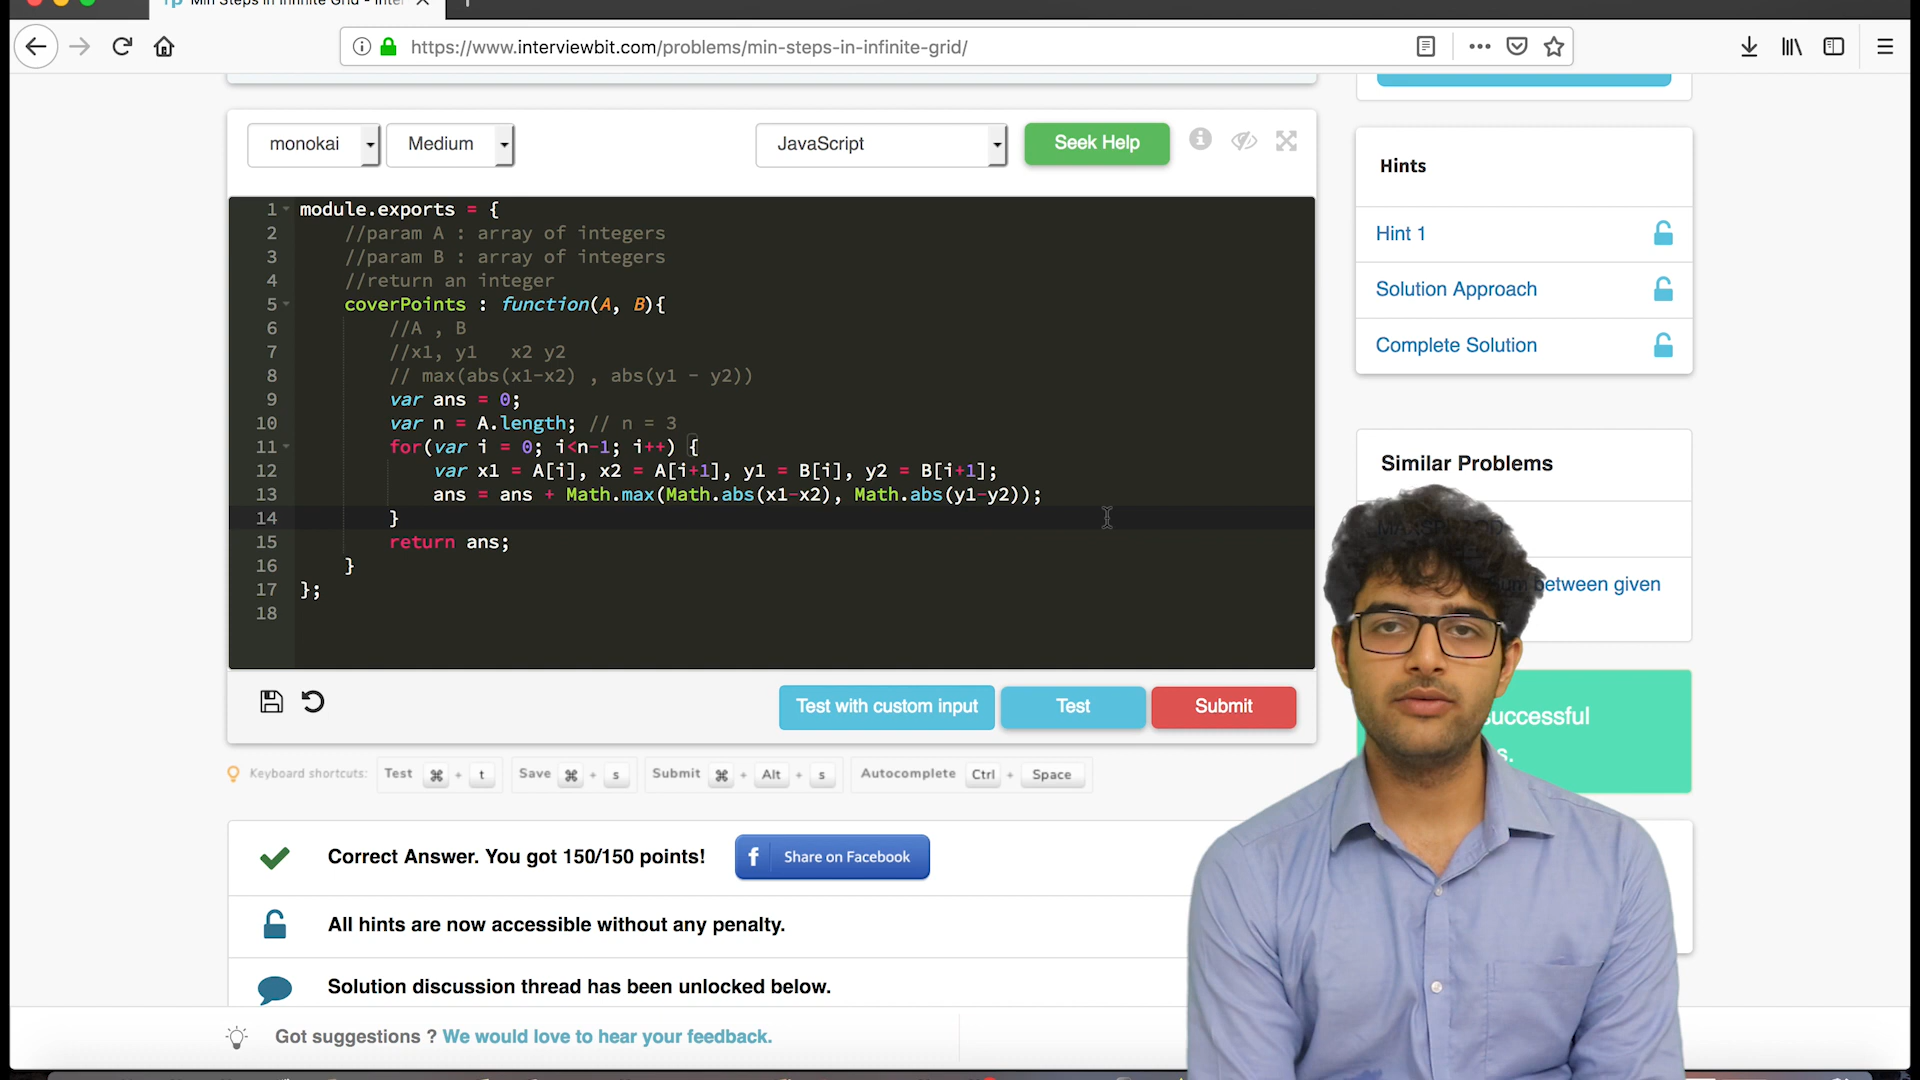 Min Steps in Infinite Grid - Inter
https://www.interviewbit.com/problems/min-steps-in-infinite-grid/
monokai
Medium
JavaScript
Seek Help
1 module.exports = {
2 //param A : array of integers
3 //param B : array of integers
4 //return an integer
5 coverPoints : function(A, B){
6 //A , B
7 //x1, y1 x2 y2
8 // max(abs(x1-x2) , abs(y1 - y2))
9 var ans = 0;
10 var n = A.length; // n = 3
11 for(var i = 0; i<n-1; i++) {
12 var x1 = A[i], x2 = A[i+1], y1 = B[i], y2 = B[i+1];
13 ans = ans + Math.max(Math.abs(x1-x2), Math.abs(y1-y2));
14 }
15 return ans;
16 }
17 };
18
Test with custom input
Test
Submit
Keyboard shortcuts: Test ⌘ + t Save ⌘ + s Submit ⌘ + Alt + s Autocomplete Ctrl + Space
Correct Answer. You got 150/150 points!
f Share on Facebook
All hints are now accessible without any penalty.
Solution discussion thread has been unlocked below.
Got suggestions ? We would love to hear your feedback.
Hints
Hint 1
Solution Approach
Complete Solution
Similar Problems
between given
successful
s.